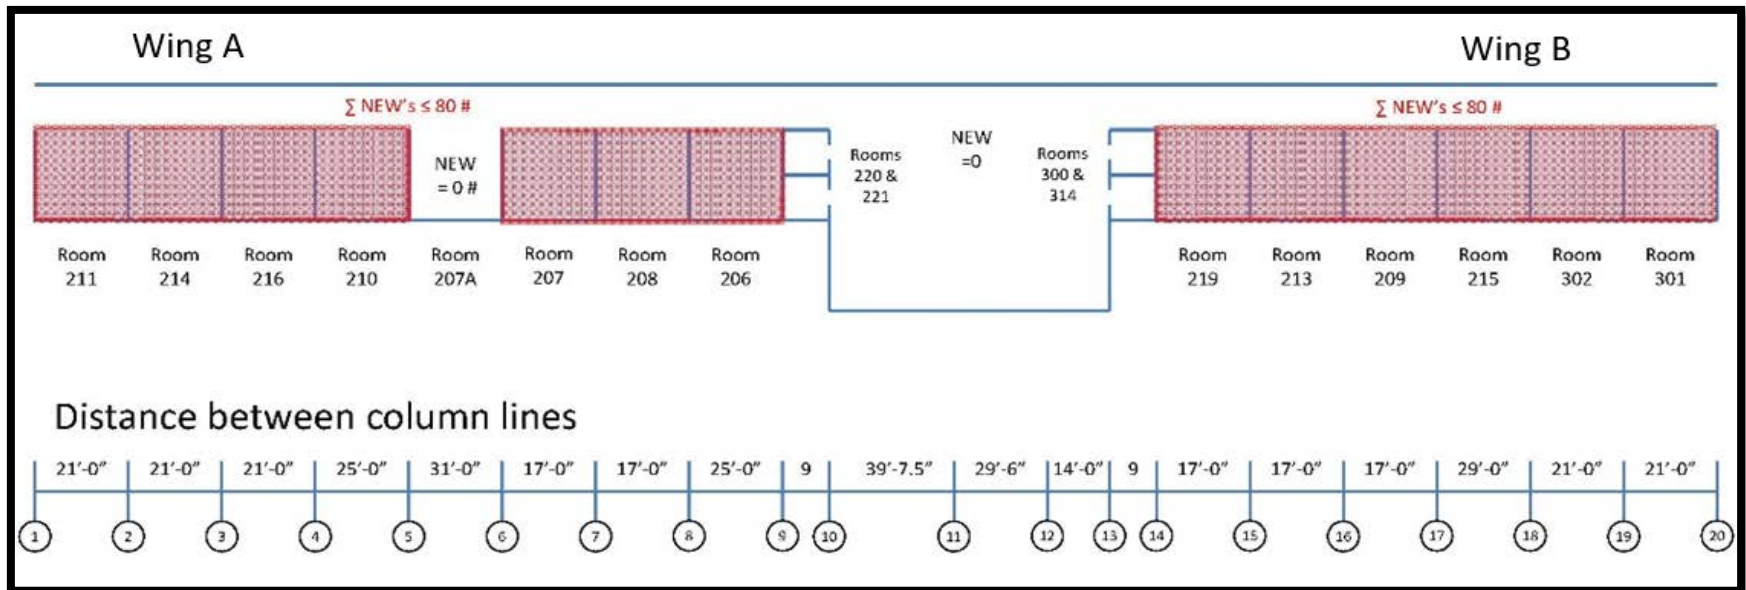 Wing A
Wing B
∑ NEW's ≤ 80 #
∑ NEW's ≤ 80 #
NEW
= 0 #
Rooms
220 &
221
NEW
=0
Rooms
300 &
314
Room
211
Room
214
Room
216
Room
210
Room
207A
Room
207
Room
208
Room
206
Room
219
Room
213
Room
209
Room
215
Room
302
Room
301
Distance between column lines
21'-0" 21'-0" 21'-0" 25'-0" 31'-0" 17'-0" 17'-0" 25'-0" 9 39'-7.5" 29'-6" 14'-0" 9 17'-0" 17'-0" 17'-0" 29'-0" 21'-0" 21'-0"
1 2 3 4 5 6 7 8 9 10 11 12 13 14 15 16 17 18 19 20